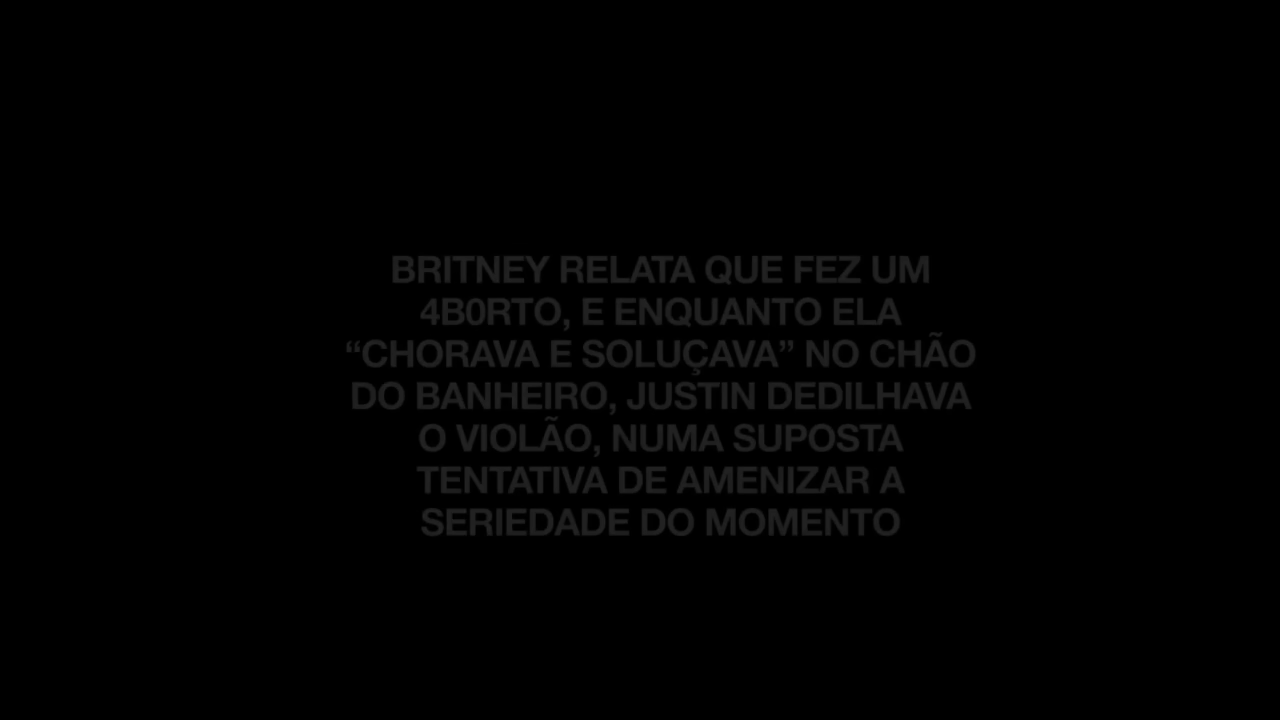 BRITNEY RELATA QUE FEZ UM
4B0RTO, E ENQUANTO ELA
“CHORAVA E SOLUÇAVA” NO CHÃO
DO BANHEIRO, JUSTIN DEDILHAVA
O VIOLÃO, NUMA SUPOSTA
TENTATIVA DE AMENIZAR A
SERIEDADE DO MOMENTO